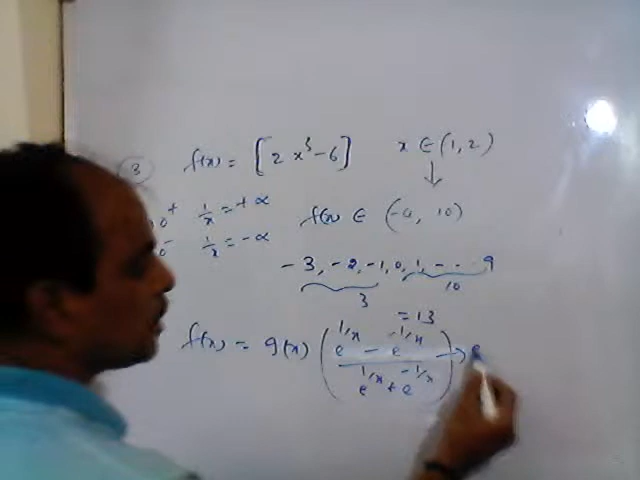 3 f(x) = [2x³-6] x ∈ (1, 2)
↓
0⁺ 1/x = +α
f(x) ∈ (-4, 10)
0⁻ 1/x = -α
-3, -2, -1, 0, 1, -- -- 9
3 10
= 13
f(x) = g(x) ( (e^{1/x} - e^{-1/x}) / (e^{1/x} + e^{-1/x}) ) →